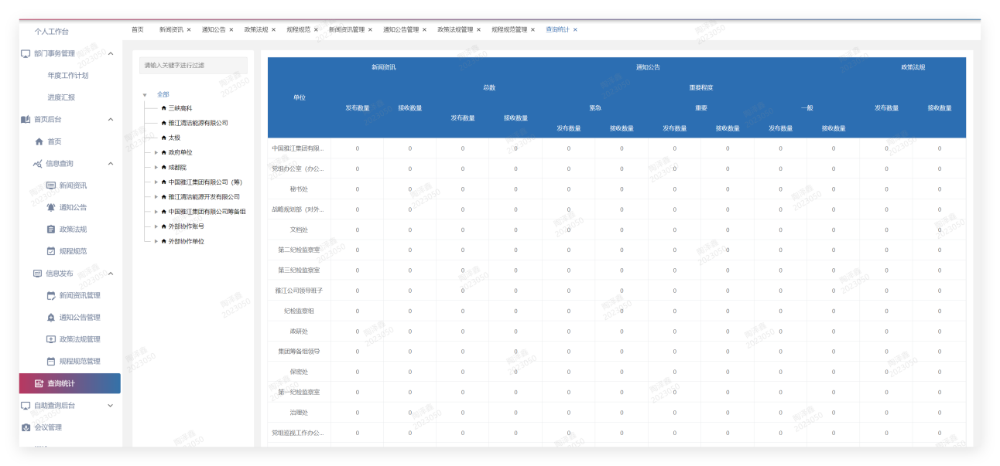 个人工作台
部门事务管理
年度工作计划
进度汇报
首页后台
首页
信息查询
新闻资讯
通知公告
政策法规
规程规范
信息发布
新闻资讯管理
通知公告管理
政策法规管理
规程规范管理
查询统计
自助查询后台
会议管理
首页 新闻资讯 × 通知公告 × 政策法规 × 规程规范 × 新闻资讯管理 × 通知公告管理 × 政策法规管理 × 规程规范管理 × 查询统计 ×
请输入关键字进行过滤
全部
三峡高科
雅江清洁能源有限公司
太极
政府单位
成都院
中国雅江集团有限公司（筹）
雅江清洁能源开发有限公司
中国雅江集团有限公司筹备组
外部协作账号
外部协作单位
新闻资讯 通知公告 政策法规
总数 重要程度
单位 发布数量 接收数量 紧急 重要 一般 发布数量 接收数量
发布数量 接收数量
发布数量 接收数量 发布数量 接收数量 发布数量 接收数量
中国雅江集团有限... 0 0 0 0 0 0 0 0 0 0 0 0
党组办公室（办公... 0 0 0 0 0 0 0 0 0 0 0 0
秘书处 0 0 0 0 0 0 0 0 0 0 0 0
战略规划部（对外... 0 0 0 0 0 0 0 0 0 0 0 0
文档处 0 0 0 0 0 0 0 0 0 0 0 0
第二纪检监察室 0 0 0 0 0 0 0 0 0 0 0 0
第三纪检监察室 0 0 0 0 0 0 0 0 0 0 0 0
雅江公司领导班子 0 0 0 0 0 0 0 0 0 0 0 0
纪检监察组 0 0 0 0 0 0 0 0 0 0 0 0
政研处 0 0 0 0 0 0 0 0 0 0 0 0
集团筹备组领导 0 0 0 0 0 0 0 0 0 0 0 0
保密处 0 0 0 0 0 0 0 0 0 0 0 0
第一纪检监察室 0 0 0 0 0 0 0 0 0 0 0 0
治理处 0 0 0 0 0 0 0 0 0 0 0 0
党组巡视工作办公... 0 0 0 0 0 0 0 0 0 0 0 0